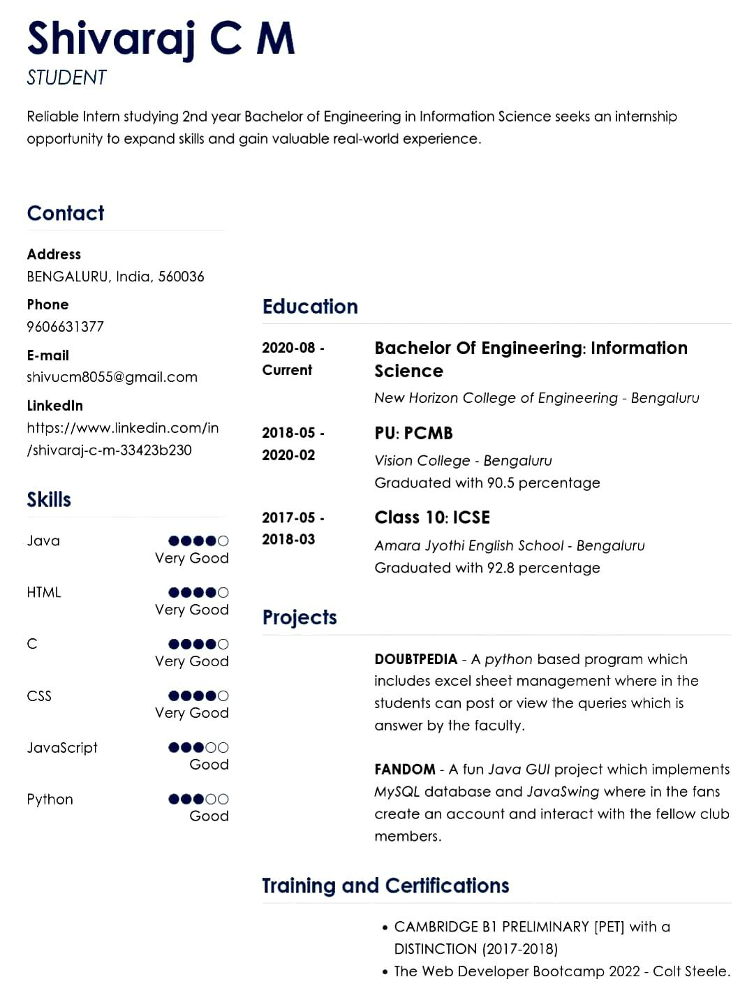 Shivaraj C M
STUDENT
Reliable Intern studying 2nd year Bachelor of Engineering in Information Science seeks an internship
opportunity to expand skills and gain valuable real-world experience.
Contact
Address
BENGALURU, India, 560036
Phone
9606631377
E-mail
shivucm8055@gmail.com
LinkedIn
https://www.linkedin.com/in
/shivaraj-c-m-33423b230
Skills
Java
Very Good
HTML
Very Good
C
Very Good
CSS
Very Good
JavaScript
Good
Python
Good
Education
2020-08 -
Current
Bachelor Of Engineering: Information
Science
New Horizon College of Engineering - Bengaluru
2018-05 -
2020-02
PU: PCMB
Vision College - Bengaluru
Graduated with 90.5 percentage
2017-05 -
2018-03
Class 10: ICSE
Amara Jyothi English School - Bengaluru
Graduated with 92.8 percentage
Projects
DOUBTPEDIA - A python based program which
includes excel sheet management where in the
students can post or view the queries which is
answer by the faculty.
FANDOM - A fun Java GUI project which implements
MySQL database and JavaSwing where in the fans
create an account and interact with the fellow club
members.
Training and Certifications
• CAMBRIDGE B1 PRELIMINARY [PET] with a
DISTINCTION (2017-2018)
• The Web Developer Bootcamp 2022 - Colt Steele.